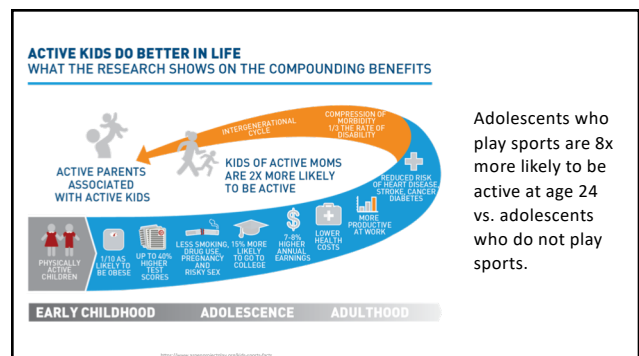 ACTIVE KIDS DO BETTER IN LIFE
WHAT THE RESEARCH SHOWS ON THE COMPOUNDING BENEFITS
INTERGENERATIONAL
CYCLE
COMPRESSION OF
MORBIDITY
1/3 THE RATE OF
DISABILITY
ACTIVE PARENTS
ASSOCIATED
WITH ACTIVE KIDS
KIDS OF ACTIVE MOMS
ARE 2X MORE LIKELY
TO BE ACTIVE
PHYSICALLY
ACTIVE
CHILDREN
1/10 AS
LIKELY TO
BE OBESE
UP TO 40%
HIGHER
TEST
SCORES
LESS SMOKING,
DRUG USE,
PREGNANCY
AND
RISKY SEX
15% MORE
LIKELY
TO GO TO
COLLEGE
7-8%
HIGHER
ANNUAL
EARNINGS
LOWER
HEALTH
COSTS
MORE
PRODUCTIVE
AT WORK
REDUCED RISK
OF HEART DISEASE,
STROKE, CANCER
DIABETES
EARLY CHILDHOOD
ADOLESCENCE
ADULTHOOD
Adolescents who
play sports are 8x
more likely to be
active at age 24
vs. adolescents
who do not play
sports.